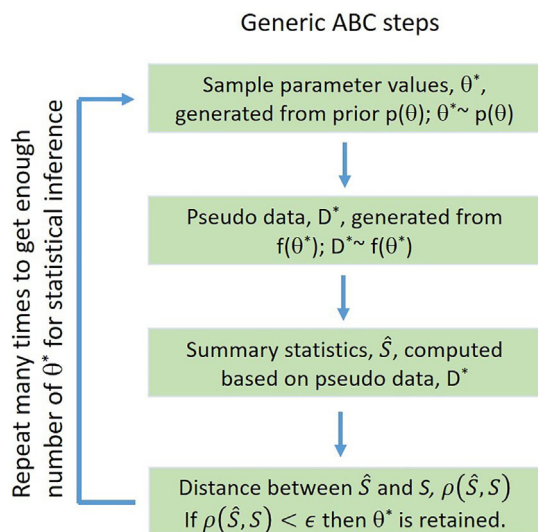 Generic ABC steps
Sample parameter values, θ*,
generated from prior p(θ); θ*~ p(θ)
Pseudo data, D*, generated from
f(θ*); D*~ f(θ*)
Summary statistics, Ŝ, computed
based on pseudo data, D*
Distance between Ŝ and S, ρ(Ŝ, S)
If ρ(Ŝ, S) < ϵ then θ* is retained.
Repeat many times to get enough
number of θ* for statistical inference